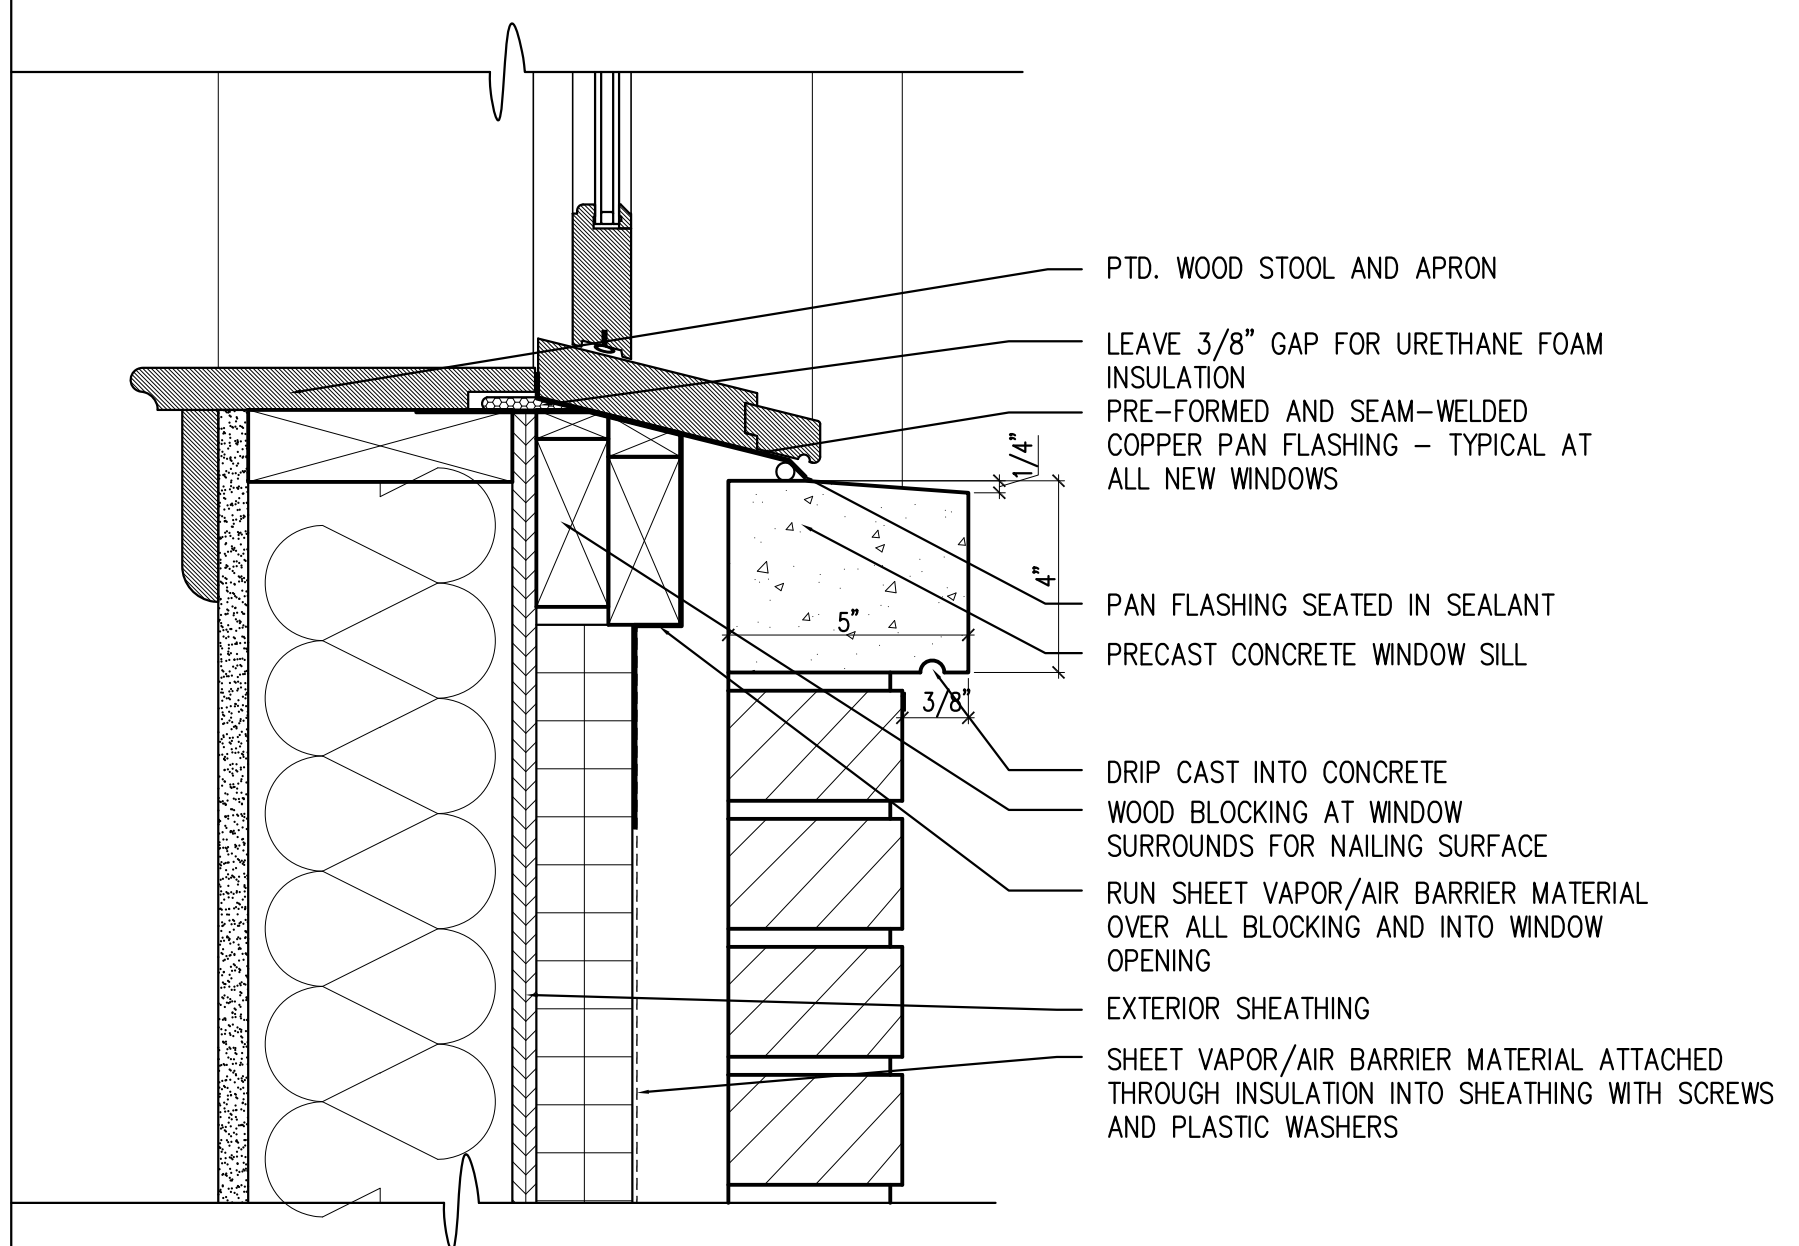 PTD. WOOD STOOL AND APRON
LEAVE 3/8" GAP FOR URETHANE FOAM
INSULATION
PRE-FORMED AND SEAM-WELDED
COPPER PAN FLASHING - TYPICAL AT
ALL NEW WINDOWS
1/4"
4"
5"
3/8"
PAN FLASHING SEATED IN SEALANT
PRECAST CONCRETE WINDOW SILL
DRIP CAST INTO CONCRETE
WOOD BLOCKING AT WINDOW
SURROUNDS FOR NAILING SURFACE
RUN SHEET VAPOR/AIR BARRIER MATERIAL
OVER ALL BLOCKING AND INTO WINDOW
OPENING
EXTERIOR SHEATHING
SHEET VAPOR/AIR BARRIER MATERIAL ATTACHED
THROUGH INSULATION INTO SHEATHING WITH SCREWS
AND PLASTIC WASHERS